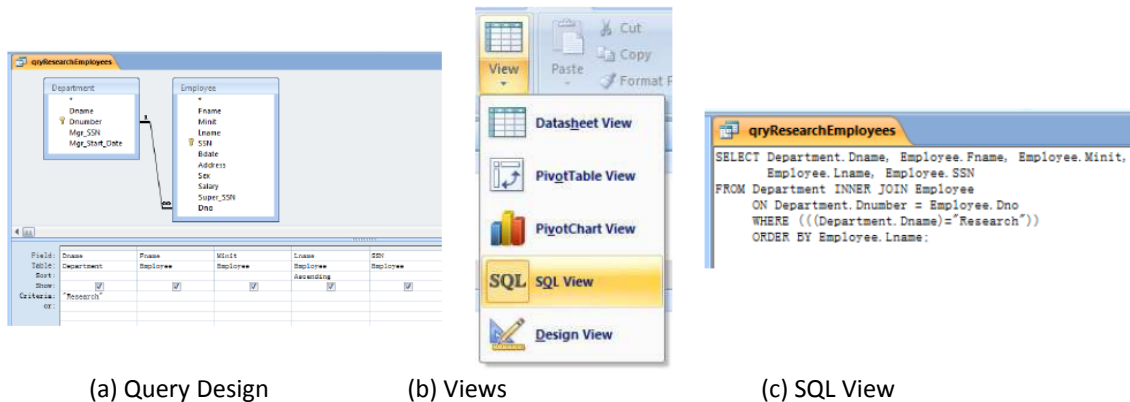 qryResearchEmployees
Department
*
Dname
Dnumber
Mgr_SSN
Mgr_Start_Date
1
∞
Employee
*
Fname
Minit
Lname
SSN
Bdate
Address
Sex
Salary
Super_SSN
Dno
Field: Dname Fname Minit Lname SSN
Table: Department Employee Employee Employee Employee
Sort: Ascending
Show:
Criteria: "Research"
or:
View
Paste
Cut
Copy
Format P
Datasheet View
PivotTable View
PivotChart View
SQL SQL View
Design View
qryResearchEmployees
SELECT Department.Dname, Employee.Fname, Employee.Minit,
Employee.Lname, Employee.SSN
FROM Department INNER JOIN Employee
ON Department.Dnumber = Employee.Dno
WHERE (((Department.Dname)="Research"))
ORDER BY Employee.Lname;
(a) Query Design (b) Views (c) SQL View